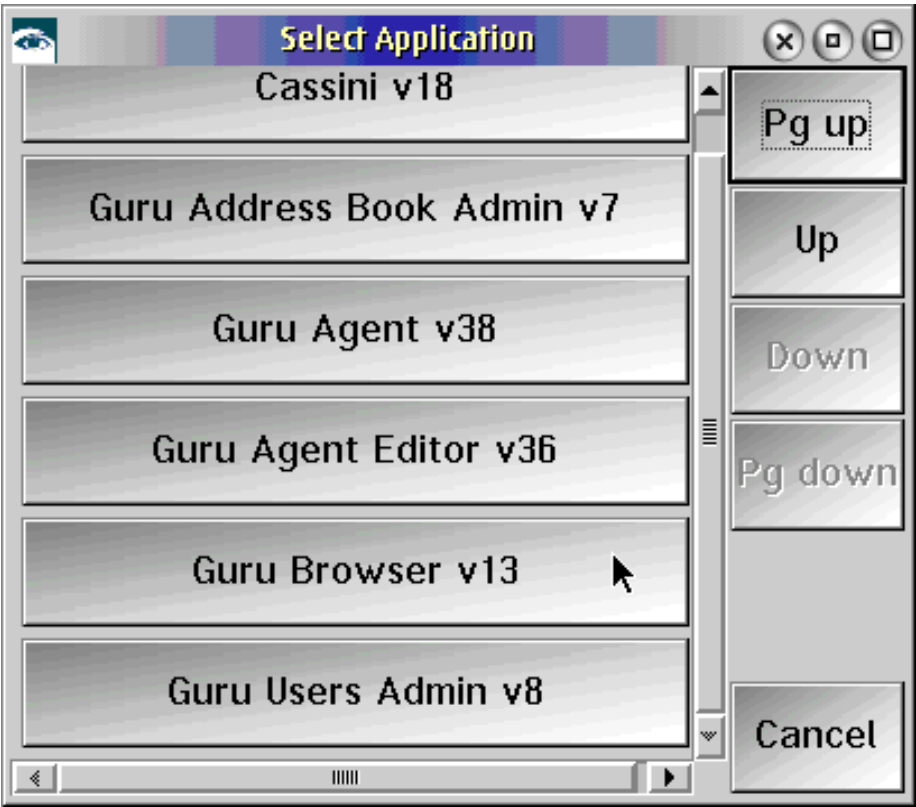 Select Application
Cassini v18
Guru Address Book Admin v7
Guru Agent v38
Guru Agent Editor v36
Guru Browser v13
Guru Users Admin v8
Pg up
Up
Down
Pg down
Cancel